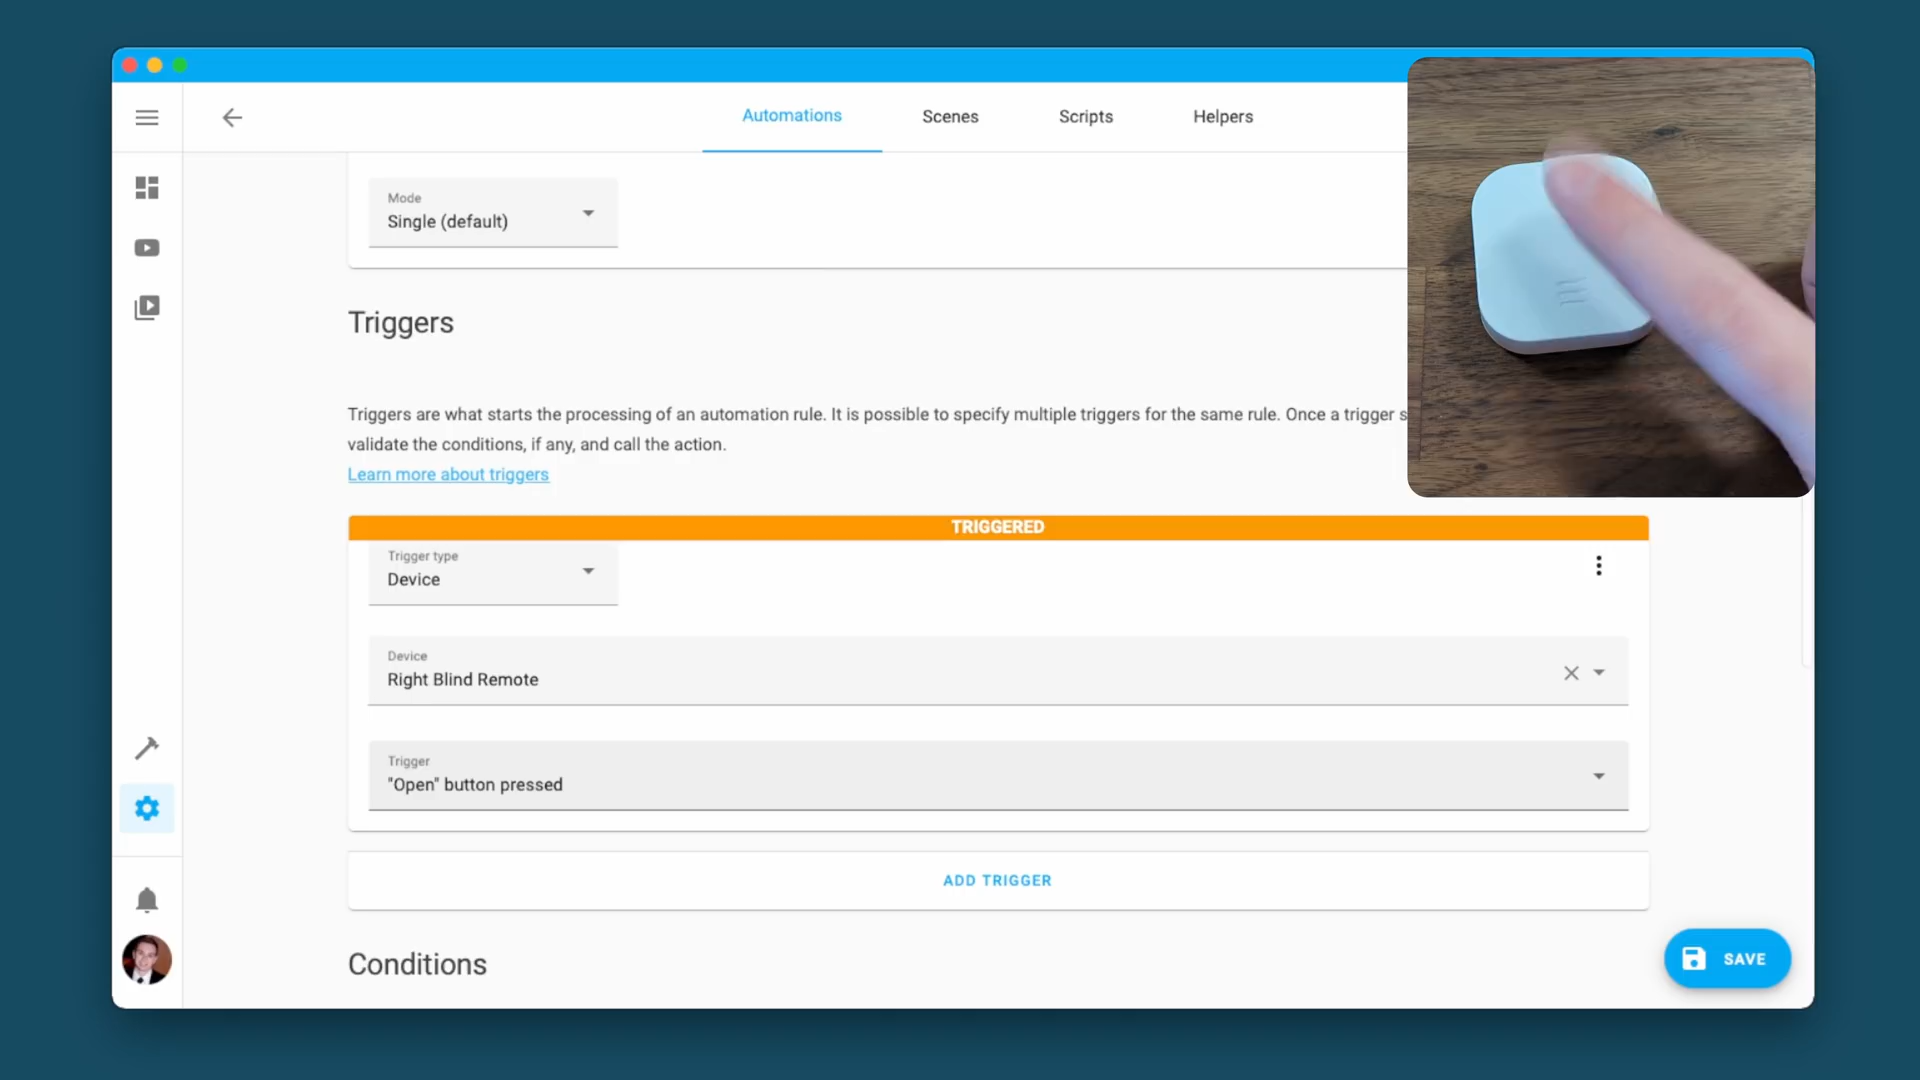 Automations
Scenes
Scripts
Helpers
Mode
Single (default)
Triggers
Triggers are what starts the processing of an automation rule. It is possible to specify multiple triggers for the same rule. Once a trigger s
validate the conditions, if any, and call the action.
Learn more about triggers
TRIGGERED
Trigger type
Device
Device
Right Blind Remote
Trigger
"Open" button pressed
ADD TRIGGER
Conditions
SAVE